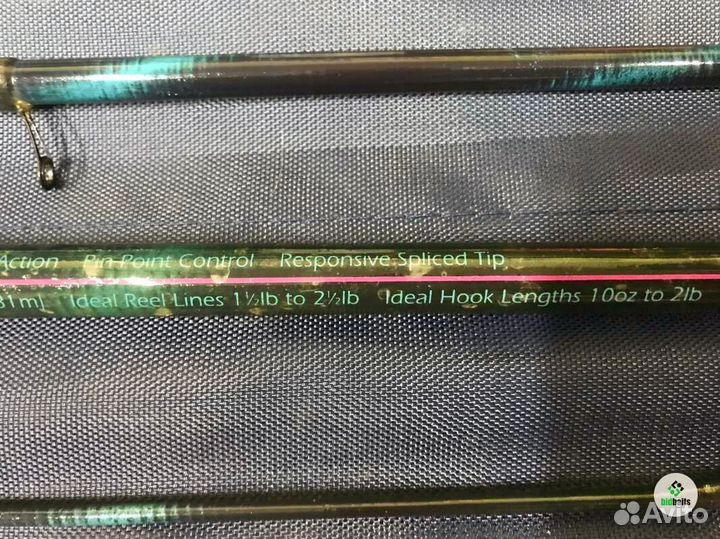 Action Pin Point Control Responsive Spliced Tip
81m) Ideal Reel Lines 1½lb to 2½lb Ideal Hook Lengths 10oz to 2lb
bidbaits
Avito